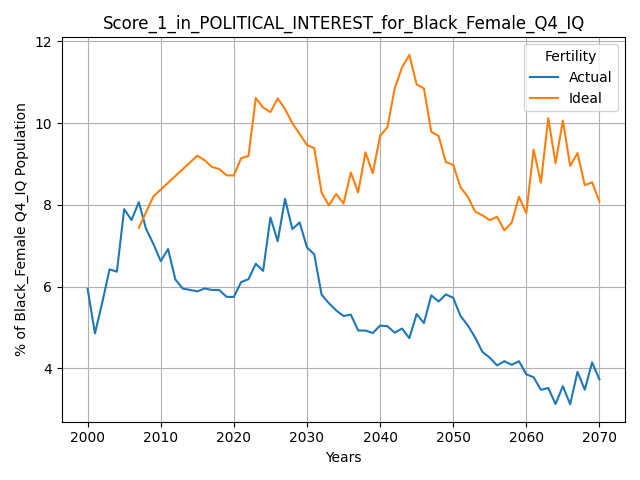 Score_1_in_POLITICAL_INTEREST_for_Black_Female_Q4_IQ
Fertility
Actual
Ideal
% of Black_Female Q4_IQ Population
12
10
8
6
4
2000 2010 2020 2030 2040 2050 2060 2070
Years